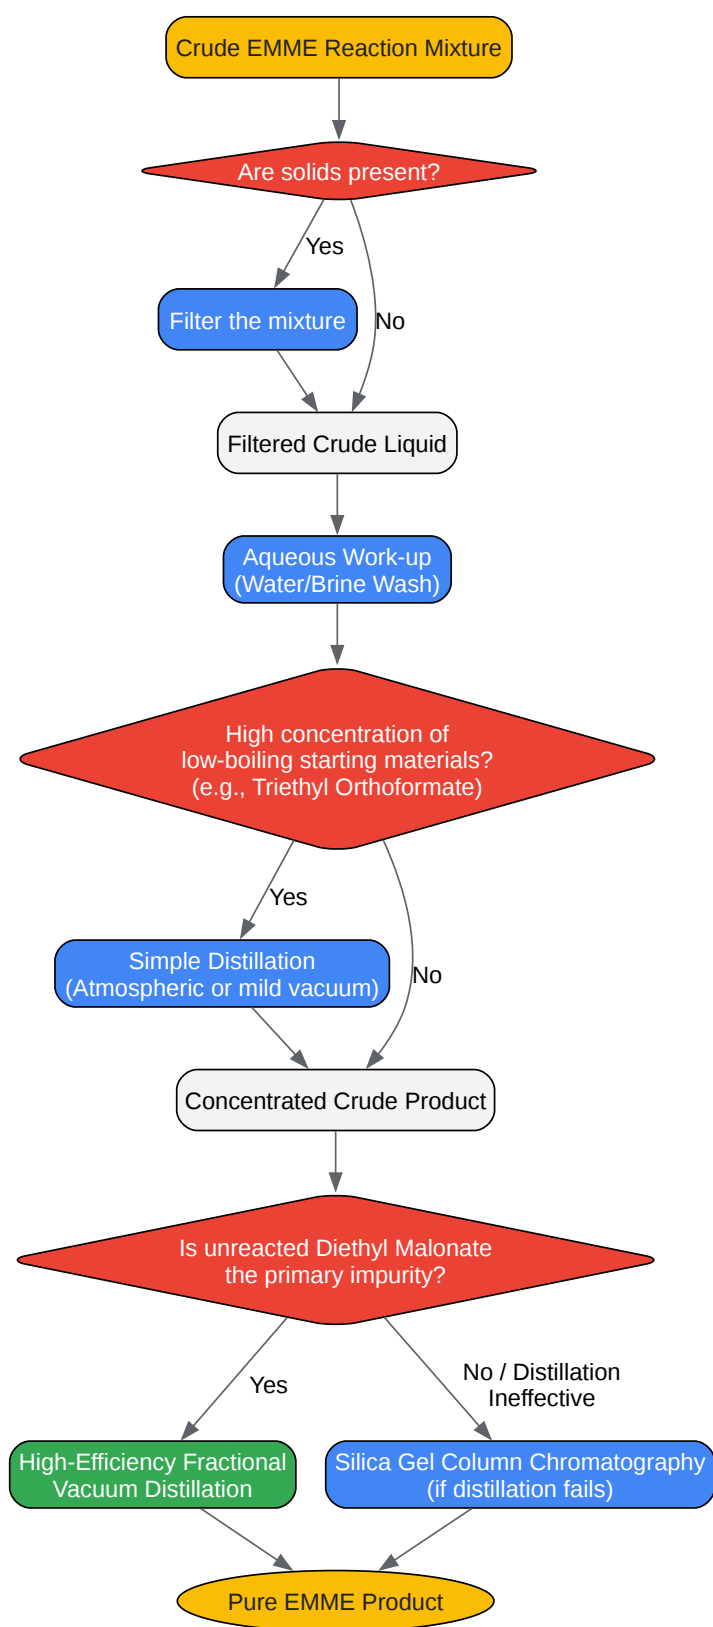 Crude EMME Reaction Mixture
Are solids present?
Yes
Filter the mixture
No
Filtered Crude Liquid
Aqueous Work-up
(Water/Brine Wash)
High concentration of
low-boiling starting materials?
(e.g., Triethyl Orthoformate)
Yes
Simple Distillation
(Atmospheric or mild vacuum)
No
Concentrated Crude Product
Is unreacted Diethyl Malonate
the primary impurity?
Yes
No / Distillation
Ineffective
High-Efficiency Fractional
Vacuum Distillation
Silica Gel Column Chromatography
(if distillation fails)
Pure EMME Product